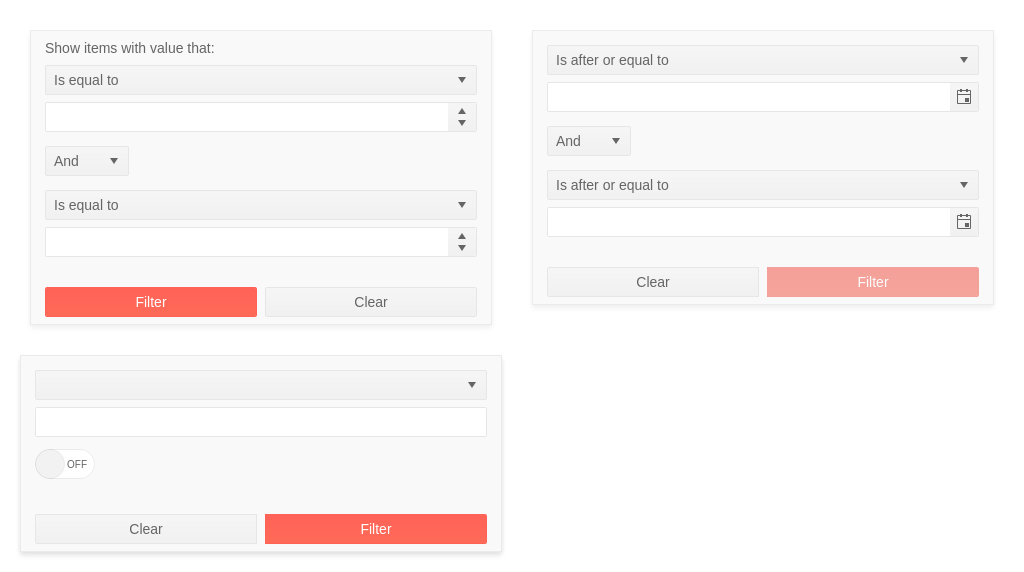 Show items with value that:
Is equal to
And
Is equal to
Filter
Clear
Is after or equal to
And
Is after or equal to
Clear
Filter
OFF
Clear
Filter